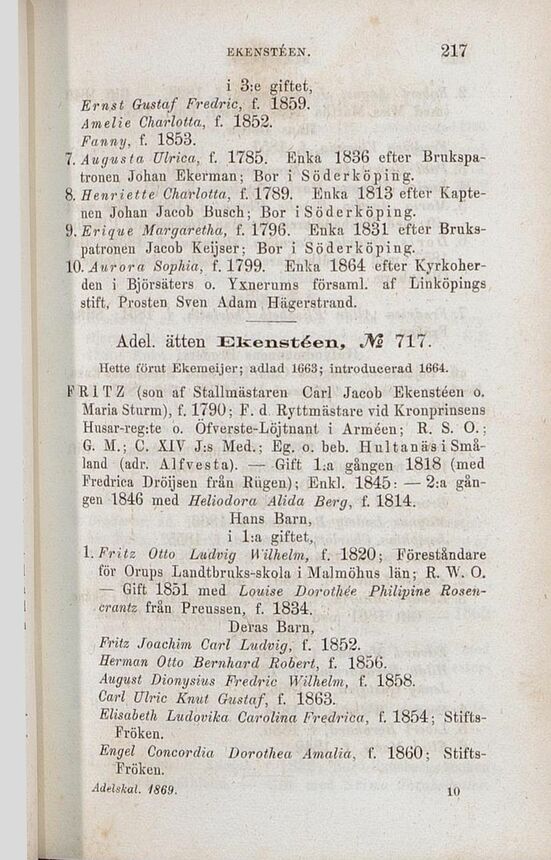 EKENSTÉEN. 217
i 3:e giftet,
Ernst Gustaf Fredric, f. 1859.
Amelie Charlotta, f. 1852.
Fanny, f. 1853.
7. Augusta Ulrica, f. 1785. Enka 1836 efter Brukspa-
tronen Johan Ekerman; Bor i Söderköping.
8. Henriette Charlotta, f. 1789. Enka 1813 efter Kapte-
nen Johan Jacob Busch; Bor i Söderköping.
9. Erique Margaretha, f. 1796. Enka 1831 efter Bruks-
patronen Jacob Keijser; Bor i Söderköping.
10. Aurora Sophia, f. 1799. Enka 1864 efter Kyrkoher-
den i Björsäters o. Yxnerums församl. af Linköpings
stift, Prosten Sven Adam Hägerstrand.
Adel. ätten Ekenstéen, № 717.
Hette förut Ekemeijer; adlad 1663; introducerad 1664.
FRITZ (son af Stallmästaren Carl Jacob Ekenstéen o.
Maria Sturm), f. 1790; F. d. Ryttmästare vid Kronprinsens
Husar-reg:te o. Öfverste-Löjtnant i Arméen; R. S. O.;
G. M.; C. XIV J:s Med.; Eg. o. beb. Hultanäs i Små-
land (adr. Alfvesta). — Gift 1:a gången 1818 (med
Fredrica Dröijsen från Rügen); Enkl. 1845: — 2:a gån-
gen 1846 med Heliodora Alida Berg, f. 1814.
Hans Barn,
i 1:a giftet,
1. Fritz Otto Ludvig Wilhelm, f. 1820; Föreståndare
för Orups Landtbruks-skola i Malmöhus län; R. W. O.
— Gift 1851 med Louise Dorothée Philipine Rosen-
crantz från Preussen, f. 1834.
Deras Barn,
Fritz Joachim Carl Ludvig, f. 1852.
Herman Otto Bernhard Robert, f. 1856.
August Dionysius Fredric Wilhelm, f. 1858.
Carl Ulric Knut Gustaf, f. 1863.
Elisabeth Ludovika Carolina Fredrica, f. 1854; Stifts-
Fröken.
Engel Concordia Dorothea Amalia, f. 1860; Stifts-
Fröken.
Adelskal. 1869. 10